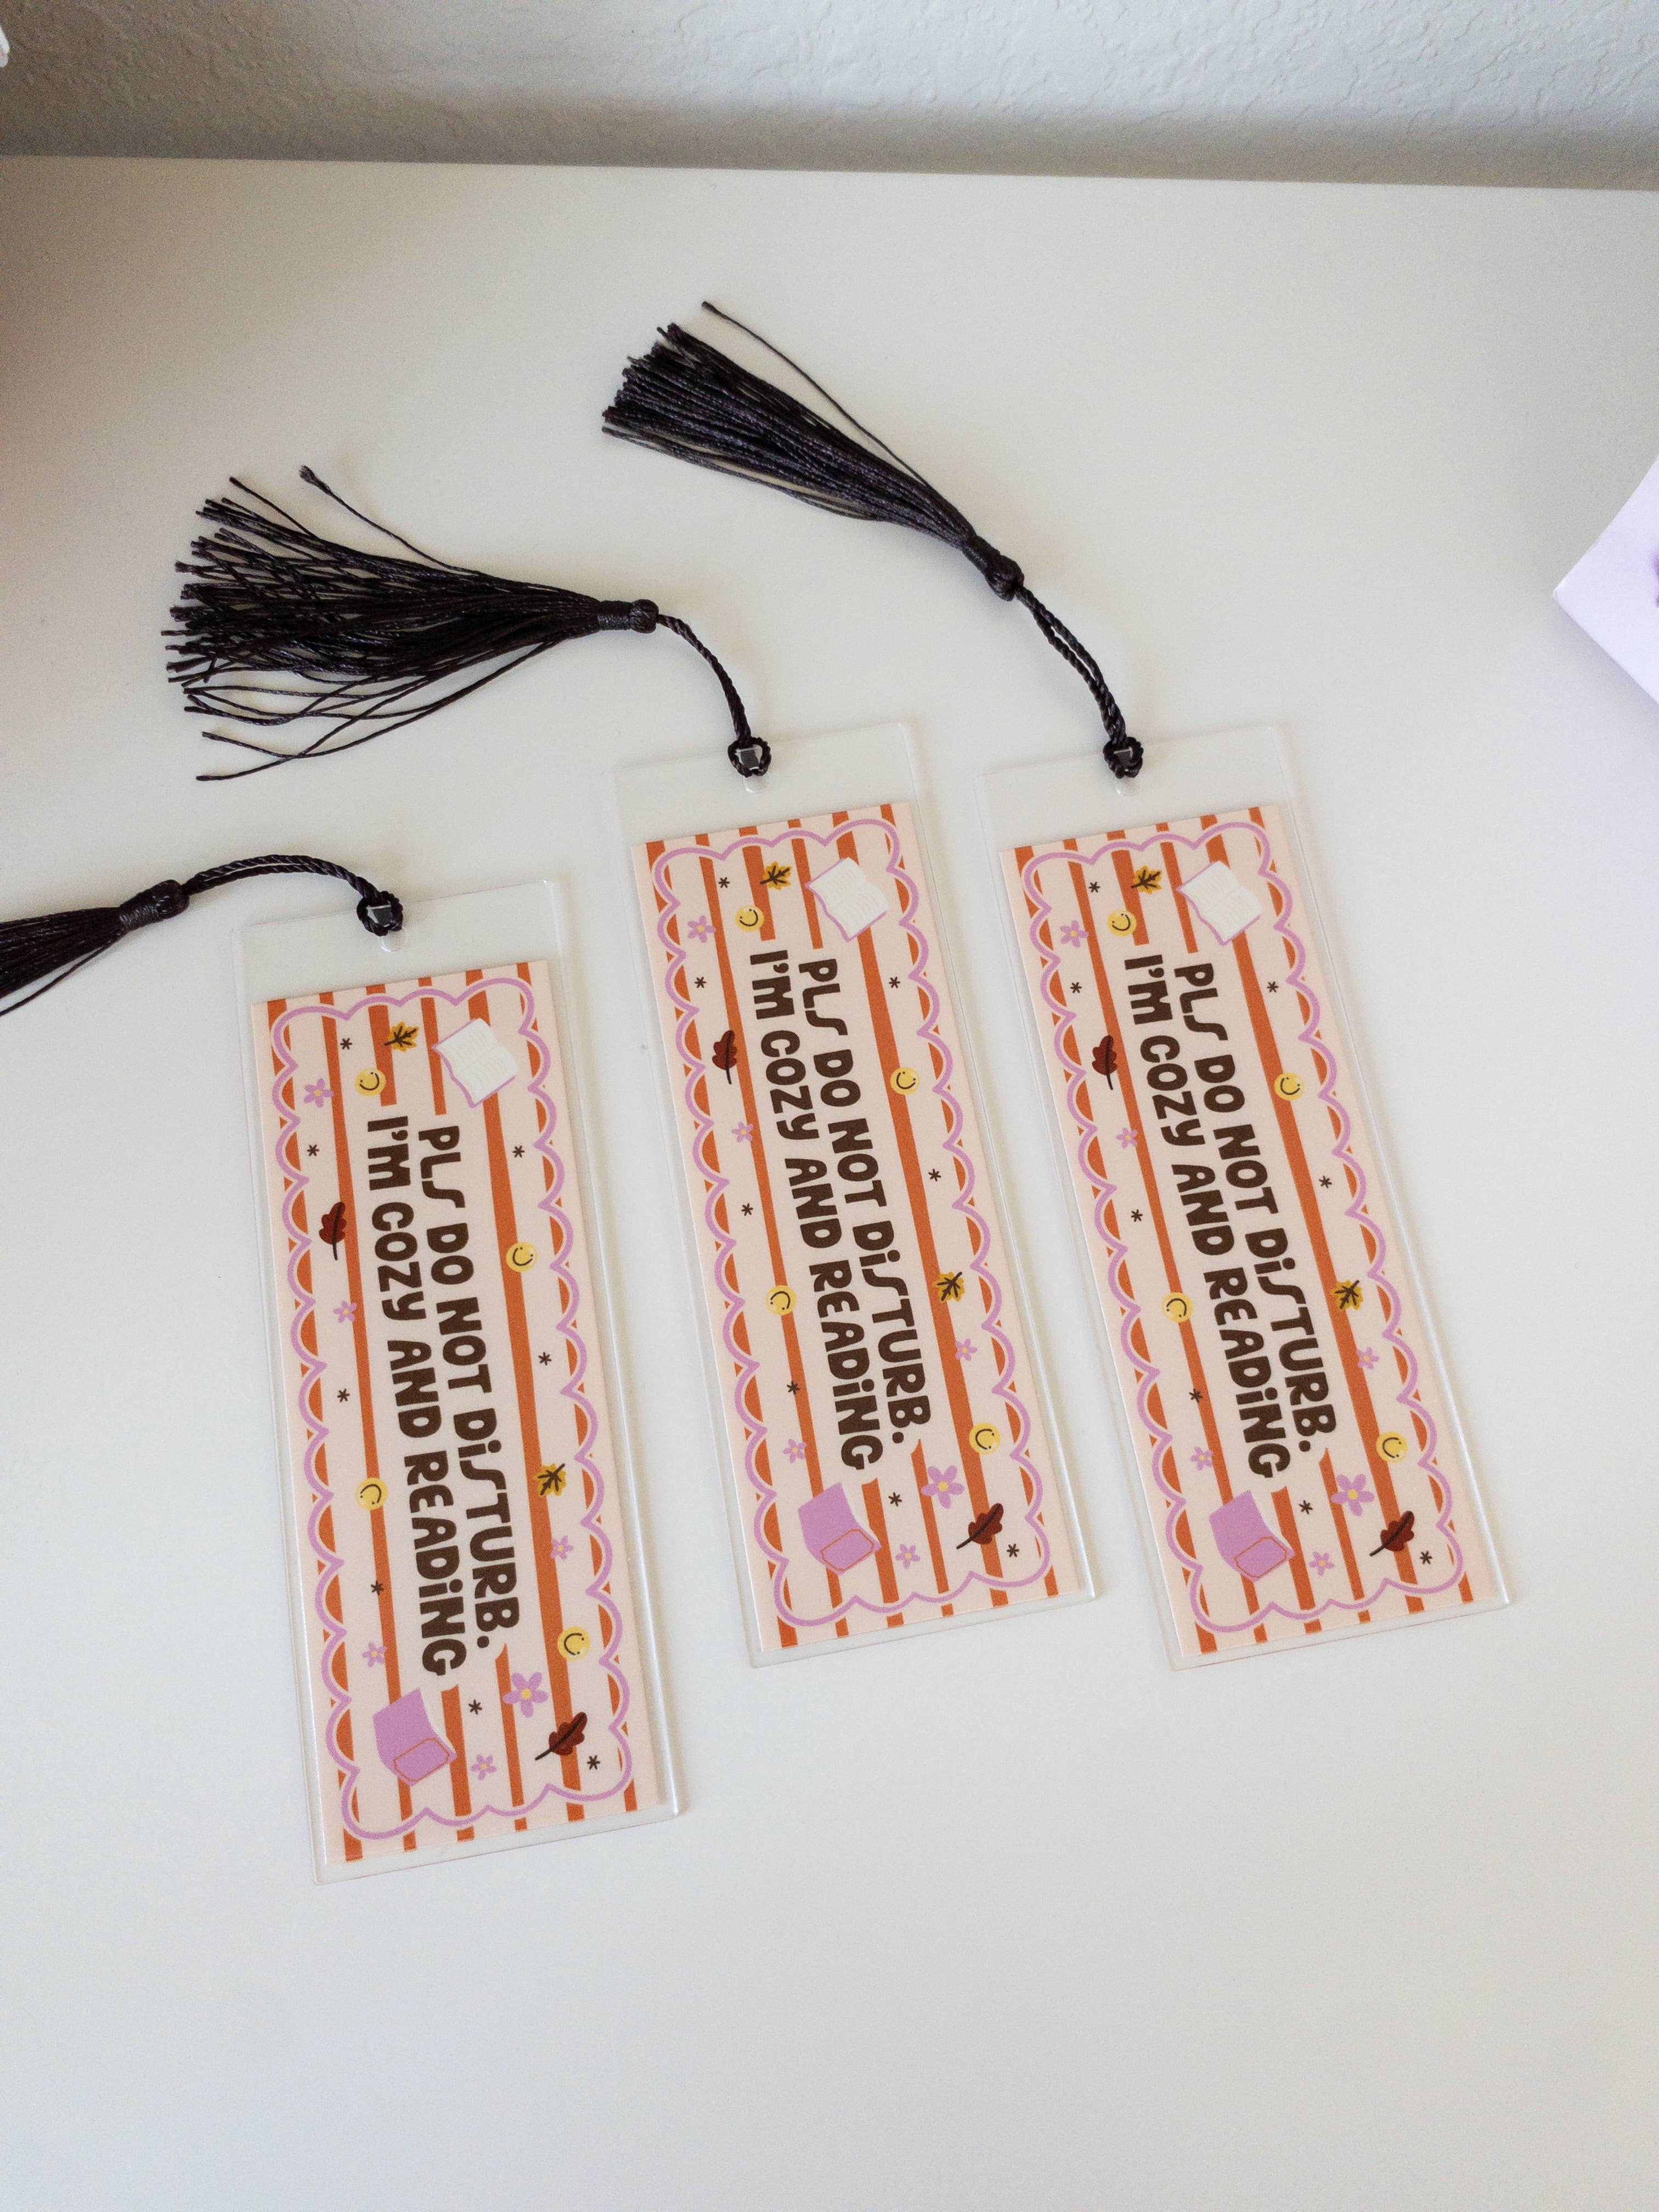 PLS DO NOT DiSTURB.
I'M COZY AND READiNG
PLS DO NOT DiSTURB.
I'M COZY AND READiNG
PLS DO NOT DiSTURB.
I'M COZY AND READiNG